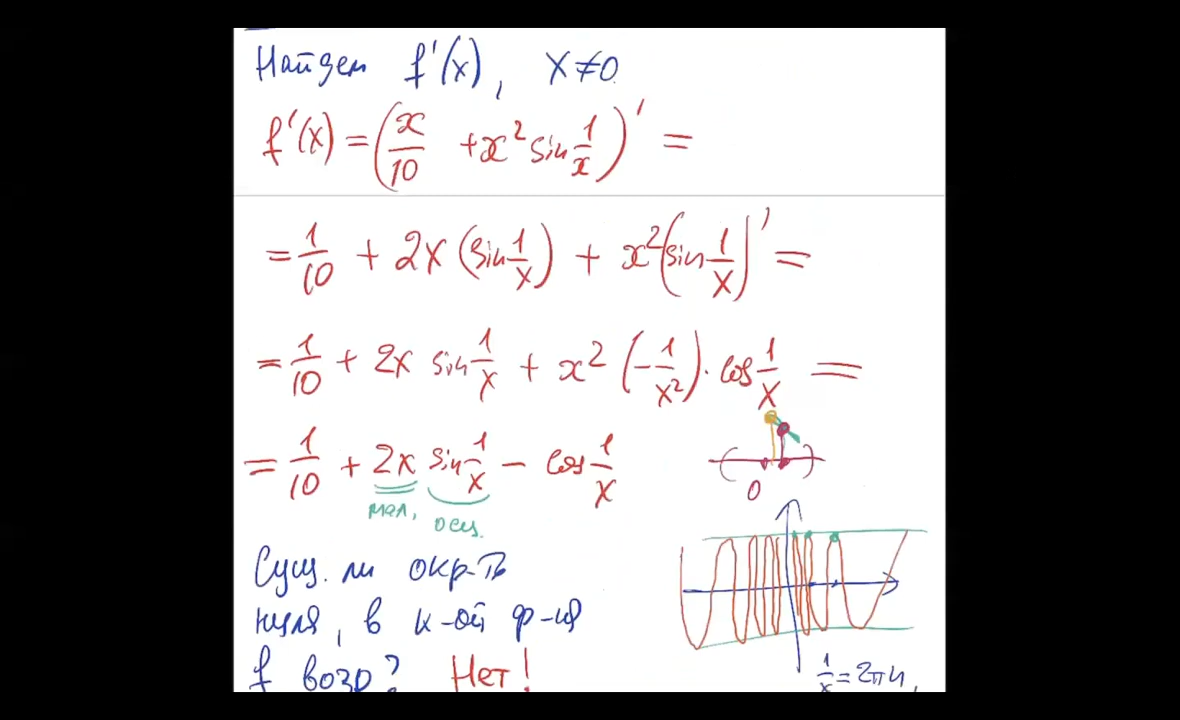 Найдем f'(x), x≠0
f'(x) = (x/10 + x² sin 1/x)' =
= 1/10 + 2x (sin 1/x) + x² (sin 1/x)' =
= 1/10 + 2x sin 1/x + x² (-1/x²) · cos 1/x =
= 1/10 + 2x sin 1/x - cos 1/x
мал, осц.
0
Сущ. ли окр-ть
нуля, в к-ой ф-ия
f возр? Нет!
1/x = 2πn,